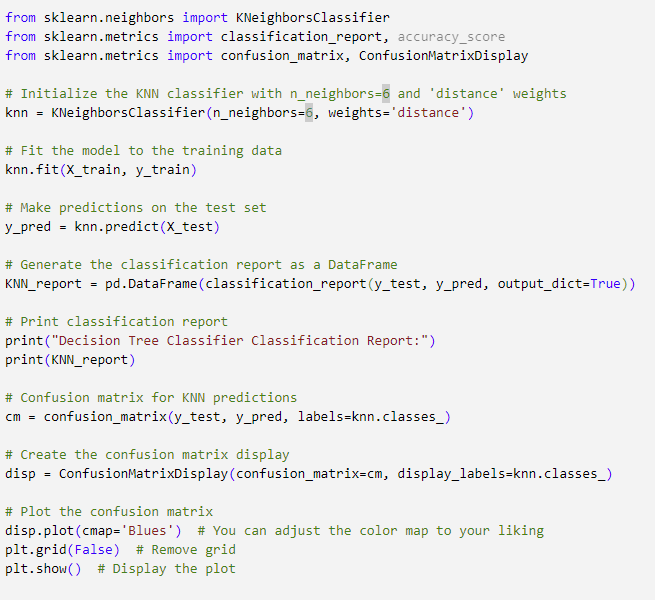 from sklearn.neighbors import KNeighborsClassifier
from sklearn.metrics import classification_report, accuracy_score
from sklearn.metrics import confusion_matrix, ConfusionMatrixDisplay
# Initialize the KNN classifier with n_neighbors=6 and 'distance' weights
knn = KNeighborsClassifier(n_neighbors=6, weights='distance')
# Fit the model to the training data
knn.fit(X_train, y_train)
# Make predictions on the test set
y_pred = knn.predict(X_test)
# Generate the classification report as a DataFrame
KNN_report = pd.DataFrame(classification_report(y_test, y_pred, output_dict=True))
# Print classification report
print("Decision Tree Classifier Classification Report:")
print(KNN_report)
# Confusion matrix for KNN predictions
cm = confusion_matrix(y_test, y_pred, labels=knn.classes_)
# Create the confusion matrix display
disp = ConfusionMatrixDisplay(confusion_matrix=cm, display_labels=knn.classes_)
# Plot the confusion matrix
disp.plot(cmap='Blues')  # You can adjust the color map to your liking
plt.grid(False)  # Remove grid
plt.show()  # Display the plot